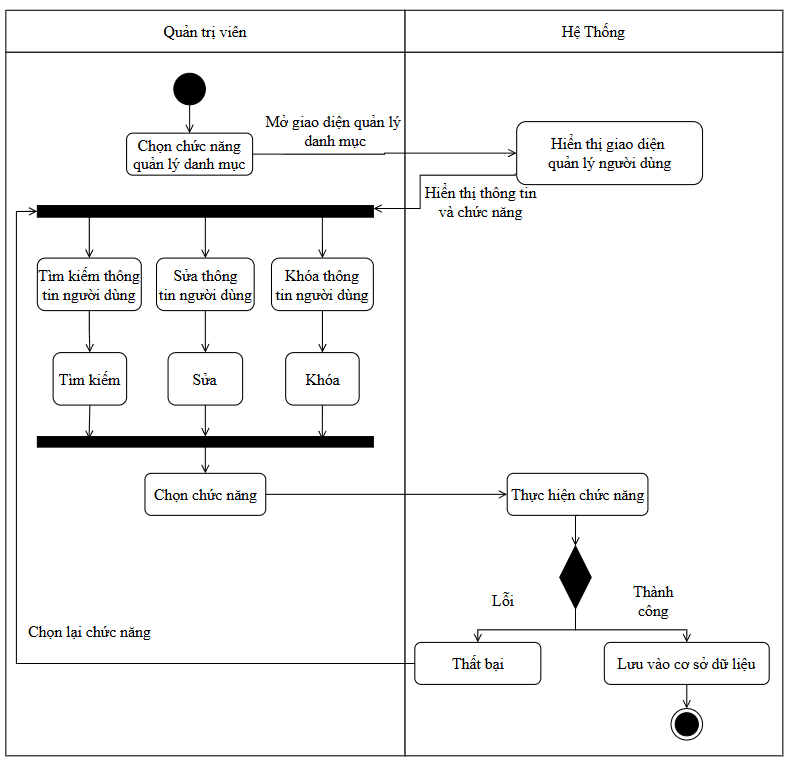 Quản trị viên
Hệ Thống
Mở giao diện quản lý
danh mục
Chọn chức năng
quản lý danh mục
Hiển thị giao diện
quản lý người dùng
Hiển thị thông tin
và chức năng
Tìm kiếm thông
tin người dùng
Sửa thông
tin người dùng
Khóa thông
tin người dùng
Tìm kiếm
Sửa
Khóa
Chọn chức năng
Thực hiện chức năng
Lỗi
Thành
công
Chọn lại chức năng
Thất bại
Lưu vào cơ sở dữ liệu